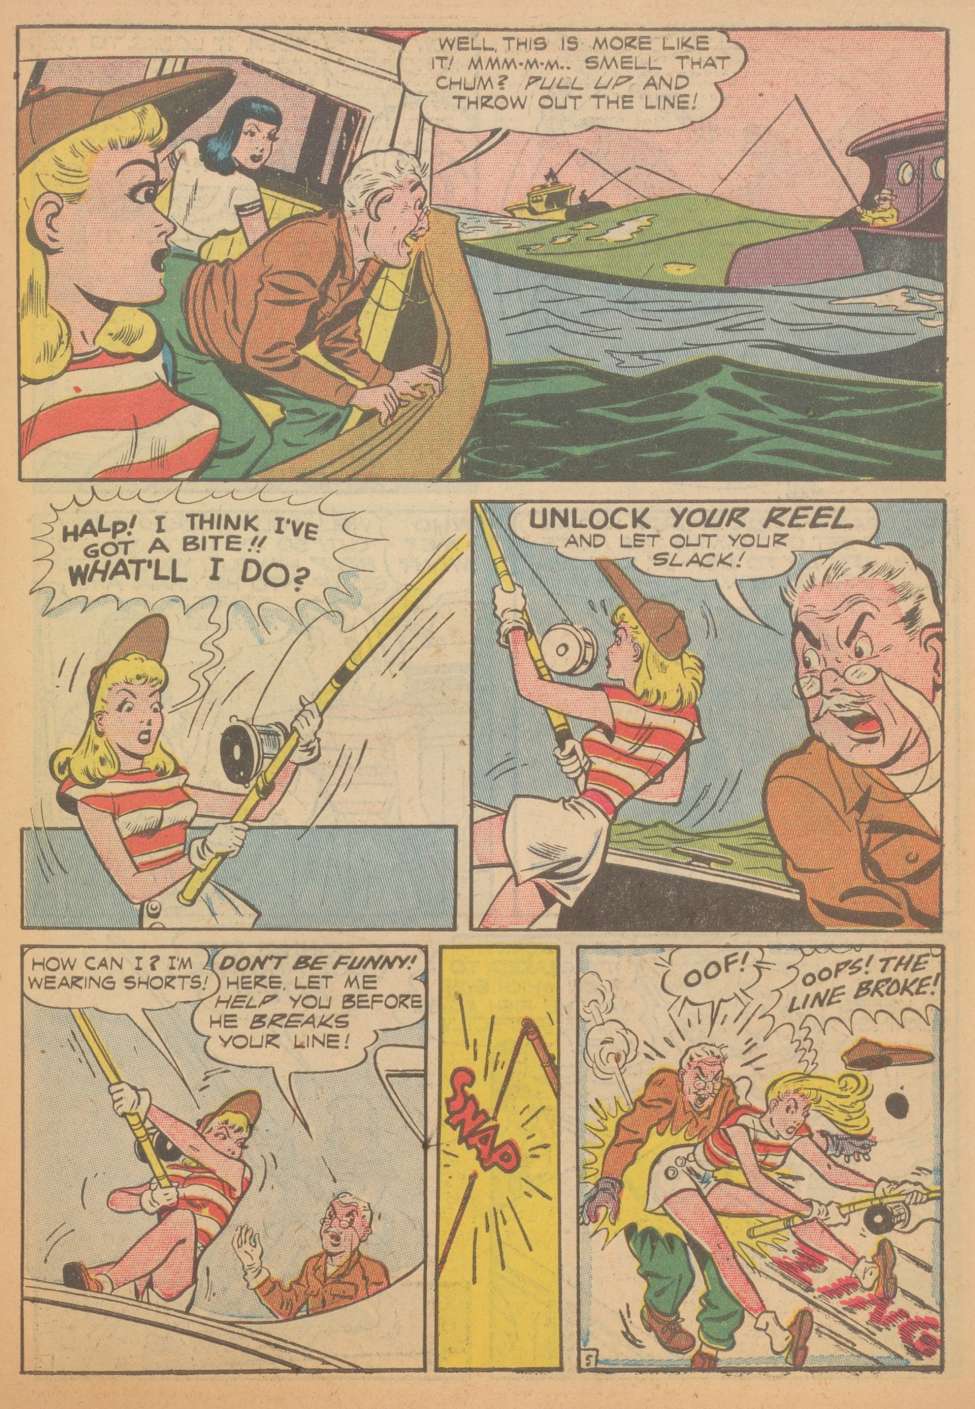 WELL, THIS IS MORE LIKE
IT! MMM-M-M.. SMELL THAT
CHUM? PULL UP AND
THROW OUT THE LINE!
HALP! I THINK I'VE
GOT A BITE!!
WHAT'LL I DO?
UNLOCK YOUR REEL
AND LET OUT YOUR
SLACK!
HOW CAN I? I'M
WEARING SHORTS!
DON'T BE FUNNY!
HERE, LET ME
HELP YOU BEFORE
HE BREAKS
YOUR LINE!
SNAP
OOF!
OOPS! THE
LINE BROKE!
ZING
5